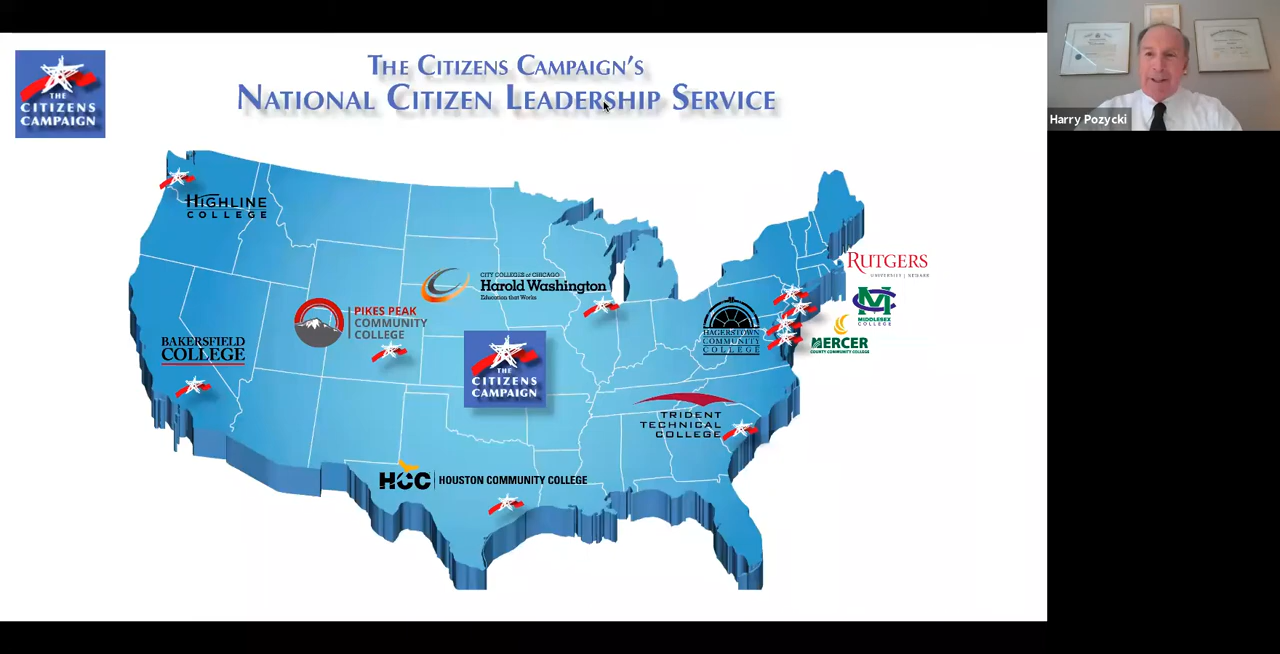 THE CITIZENS CAMPAIGN'S
NATIONAL CITIZEN LEADERSHIP SERVICE
THE
CITIZENS
CAMPAIGN
Harry Pozycki
HIGHLINE
COLLEGE
CITY COLLEGES of CHICAGO
Harold Washington
Education that Works
RUTGERS
UNIVERSITY | NEWARK
M
MIDDLESEX
COLLEGE
PIKES PEAK
COMMUNITY
COLLEGE
HAGERSTOWN
COMMUNITY
COLLEGE
MERCER
COUNTY COMMUNITY COLLEGE
BAKERSFIELD
COLLEGE
THE
CITIZENS
CAMPAIGN
TRIDENT
TECHNICAL
COLLEGE
HCC HOUSTON COMMUNITY COLLEGE